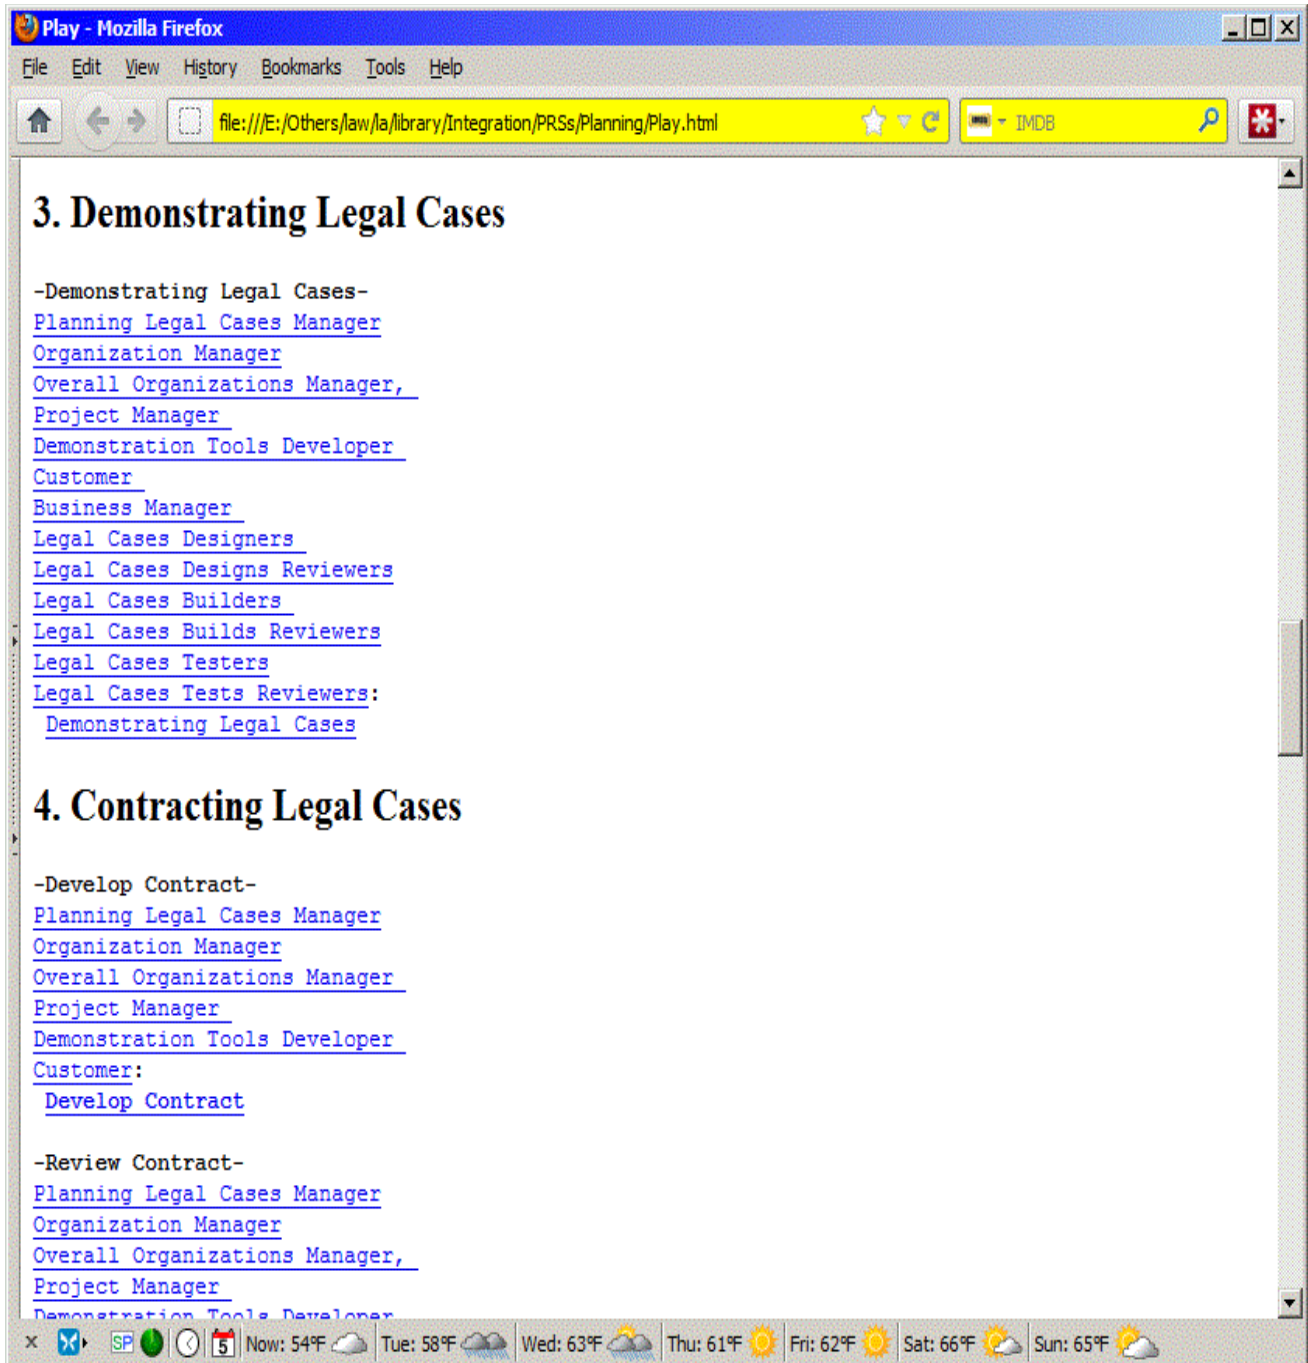 Play - Mozilla Firefox
File Edit View History Bookmarks Tools Help
file:///E:/Others/law/la/library/Integration/PRSs/Planning/Play.html IMDB
3. Demonstrating Legal Cases
-Demonstrating Legal Cases-
Planning Legal Cases Manager
Organization Manager
Overall Organizations Manager,
Project Manager
Demonstration Tools Developer
Customer
Business Manager
Legal Cases Designers
Legal Cases Designs Reviewers
Legal Cases Builders
Legal Cases Builds Reviewers
Legal Cases Testers
Legal Cases Tests Reviewers:
Demonstrating Legal Cases
4. Contracting Legal Cases
-Develop Contract-
Planning Legal Cases Manager
Organization Manager
Overall Organizations Manager
Project Manager
Demonstration Tools Developer
Customer:
Develop Contract
-Review Contract-
Planning Legal Cases Manager
Organization Manager
Overall Organizations Manager,
Project Manager
Demonstration Tools Developer
x SP 5 Now: 54°F Tue: 58°F Wed: 63°F Thu: 61°F Fri: 62°F Sat: 66°F Sun: 65°F